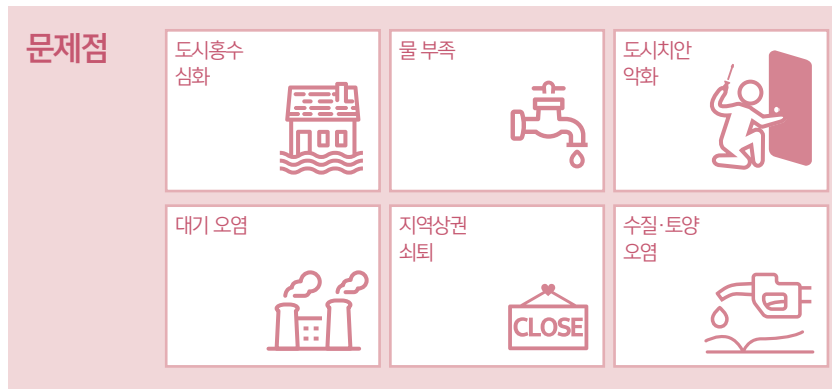 문제점
도시홍수
심화
물 부족
도시치안
악화
대기 오염
지역상권
쇠퇴
CLOSE
수질·토양
오염